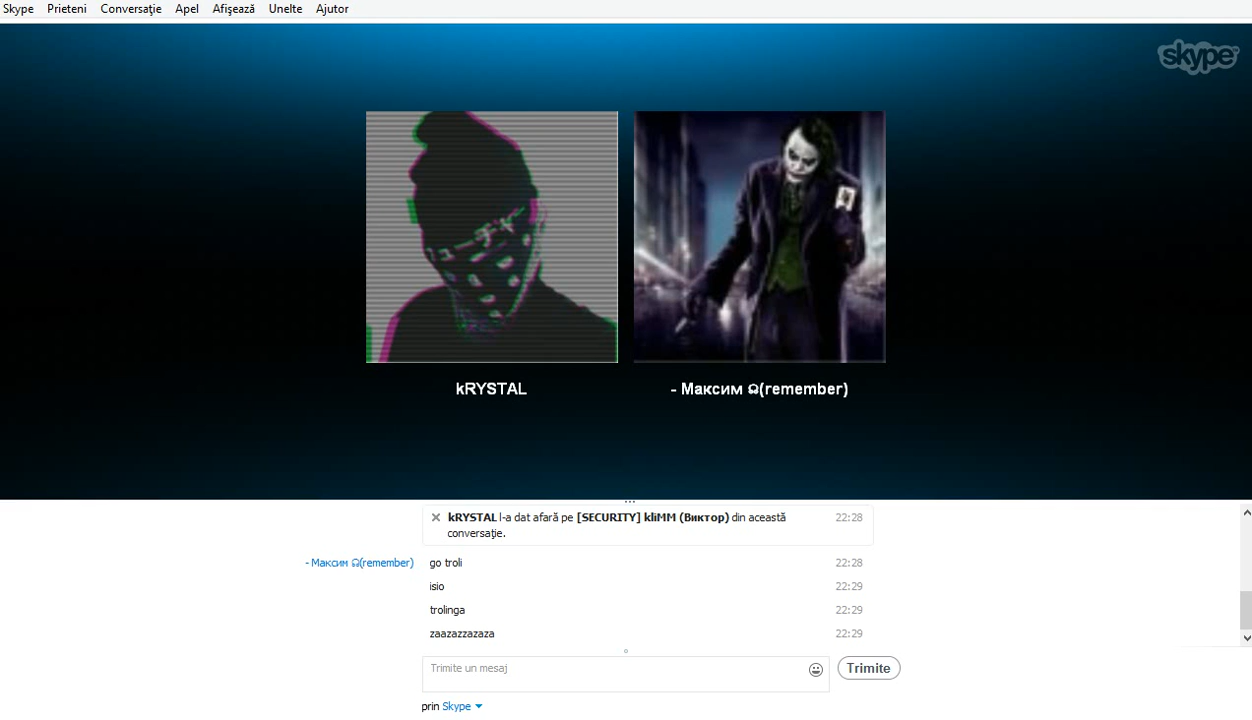 Skype Prieteni Conversaţie Apel Afişează Unelte Ajutor
skype™
kRYSTAL
- Максим ᘯ(remember)
kRYSTAL l-a dat afară pe [SECURITY] kliMM (Виктор) din această 22:28
conversaţie.
- Максим ᘯ(remember) go troli 22:28
isio 22:29
trolinga 22:29
zaazazzazaza 22:29
Trimite un mesaj Trimite
prin Skype